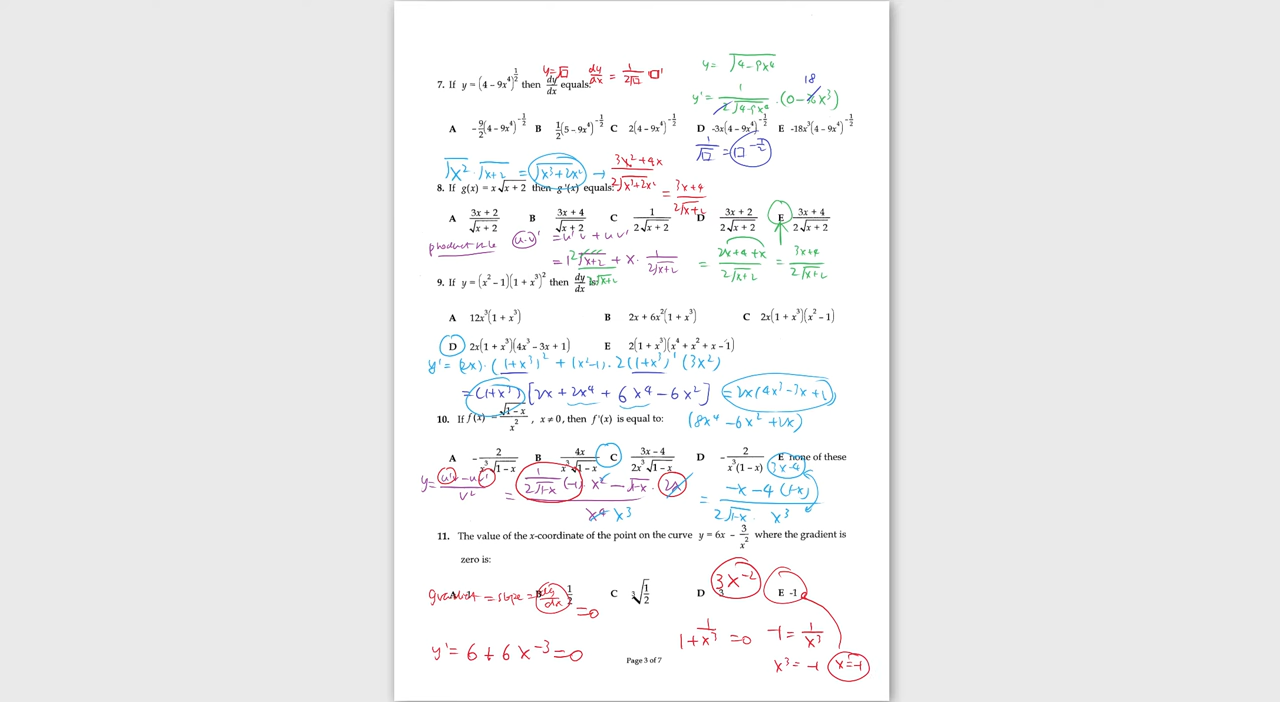 y = √(4-9x⁴)
y=√□ dy/dx = 1/(2√□) · □'
7. If y = (4 − 9x⁴)^(1/2) then dy/dx equals:
18
y' = 1/(2√(4-9x⁴)) · (0-36x³)
A −9/2(4 − 9x⁴)^(−1/2) B 1/2(5 − 9x⁴)^(−1/2) C 2(4 − 9x⁴)^(−1/2) D -3x(4 − 9x⁴)^(−1/2) E -18x³(4 − 9x⁴)^(−1/2)
1/√□ = □^(-1/2)
√x² · √(x+2) = √(x³+2x²) → (3x²+4x)/(2√(x³+2x²))
8. If g(x) = x√(x + 2) then g'(x) equals:
= (3x+4)/(2√(x+2))
A (3x + 2)/√(x + 2) B (3x + 4)/√(x + 2) C 1/(2√(x + 2)) D (3x + 2)/(2√(x + 2)) E (3x + 4)/(2√(x + 2))
product rule (u·v)' = u'v + uv'
= 1·√(x+2) + x · 1/(2√(x+2)) = (2x+4+x)/(2√(x+2)) = (3x+4)/(2√(x+2))
2√(x+2)
9. If y = (x² − 1)(1 + x³)² then dy/dx is:
A 12x³(1 + x³) B 2x + 6x²(1 + x³) C 2x(1 + x³)(x² − 1)
D 2x(1 + x³)(4x³ − 3x + 1) E 2(1 + x³)(x⁴ + x² + x − 1)
y' = (2x)·(1+x³)² + (x²-1)·2(1+x³)¹(3x²)
= (1+x³)[2x + 2x⁴ + 6x⁴ - 6x²] = 2x(4x³-3x+1)
10. If f(x) = √(1 − x)/x², x ≠ 0, then f'(x) is equal to:
(8x⁴ - 6x² + 2x)
A −2/(x³√(1 − x)) B 4x/(x³√(1 − x)) C (3x − 4)/(2x³√(1 − x)) D −2/(x³(1 − x)) E none of these
3x-4
y = (u'v - uv')/v² = (1/(2√(1-x)) (-1) · x² - √(1-x) · 2x)/(x⁴ x³) = (-x - 4(1-x))/(2√(1-x) · x³)
11. The value of the x-coordinate of the point on the curve y = 6x − 3/x² where the gradient is
zero is:
3x⁻²
gradient = slope = dy/dx = 0
B 1/2 C ³√(1/2) D 3 E -1
y' = 6 + 6x⁻³ = 0
1 + 1/x³ = 0 -1 = 1/x³
x³ = -1 x=-1
Page 3 of 7